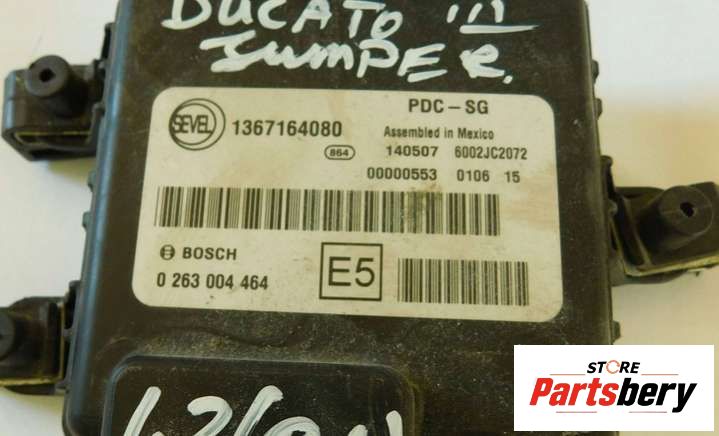 DUCATO III
JUMPER.
PDC-SG
SEVEL 1367164080
Assembled in Mexico
864 140507 6002JC2072
00000553 0106 15
BOSCH
0 263 004 464
E5
STORE
Partsbery